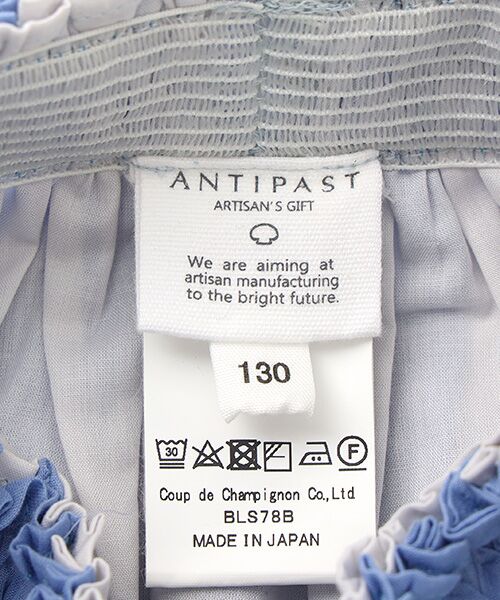 ANTIPAST
ARTISAN'S GIFT
We are aiming at
artisan manufacturing
to the bright future.
130
30 F
Coup de Champignon Co.,Ltd
BLS78B
MADE IN JAPAN